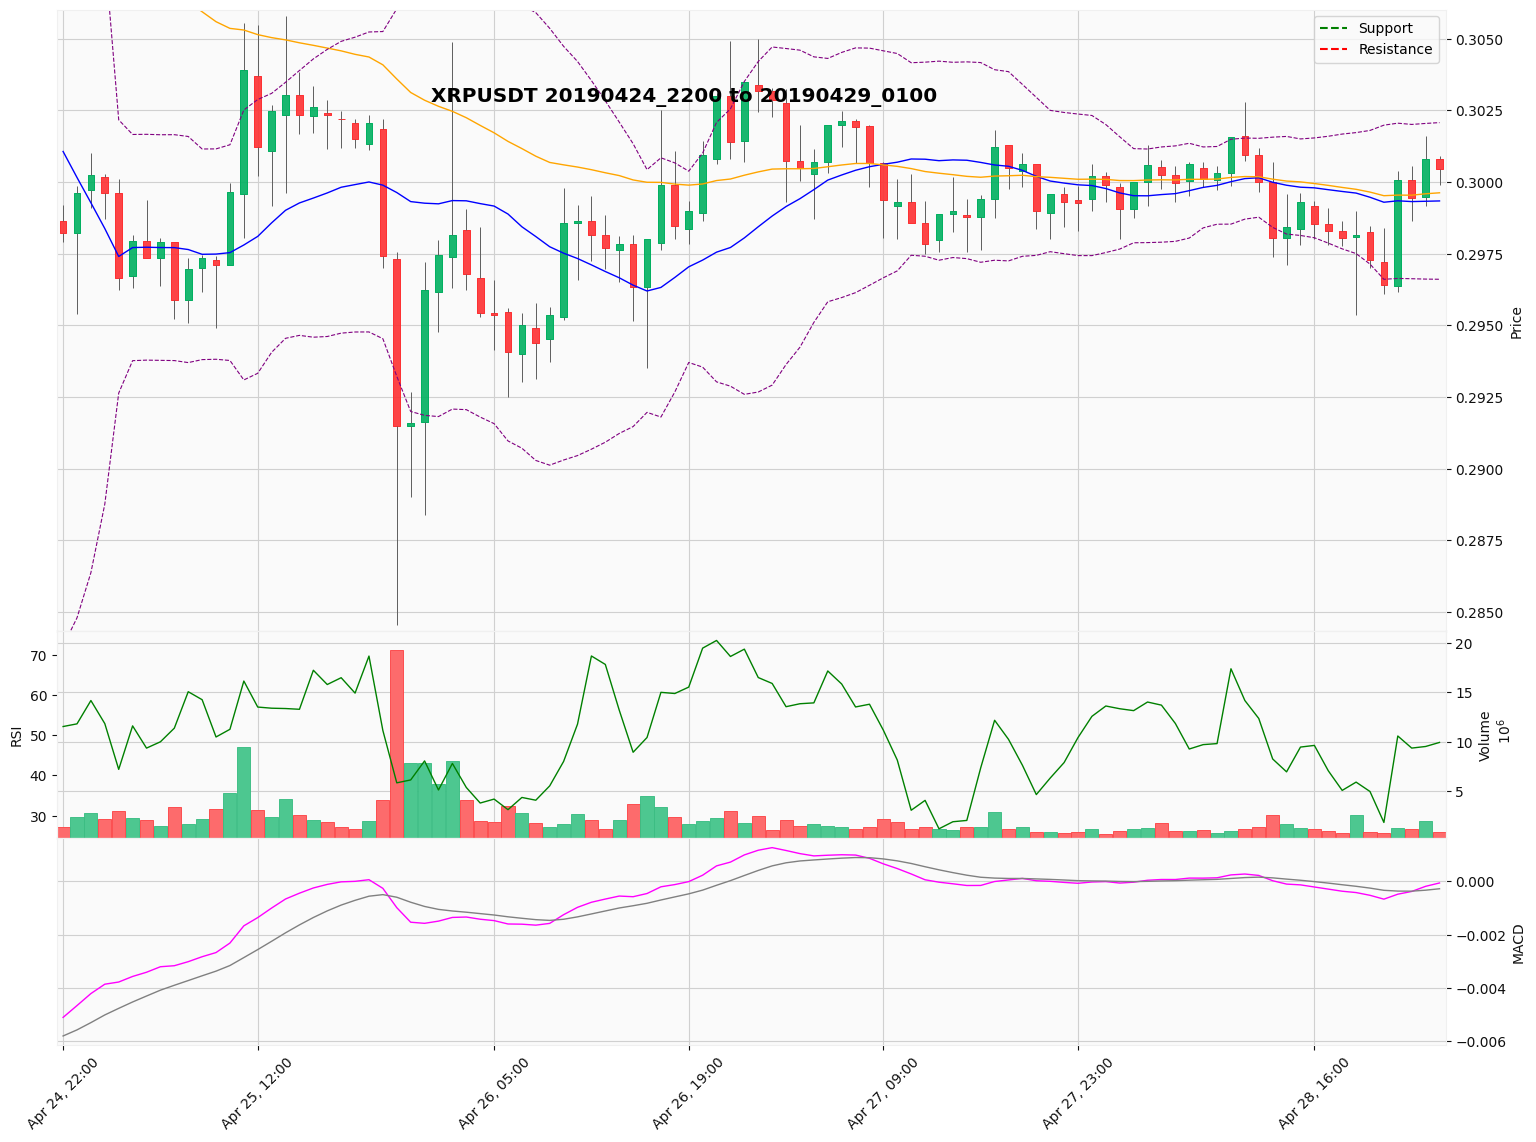 XRPUSDT 20190424_2200 to 20190429_0100
Support
Resistance
0.3050
0.3025
0.3000
0.2975
0.2950
0.2925
0.2900
0.2875
0.2850
Price
70
60
50
40
30
RSI
20
15
10
5
Volume
10^6
0.000
−0.002
−0.004
−0.006
MACD
Apr 24, 22:00
Apr 25, 12:00
Apr 26, 05:00
Apr 26, 19:00
Apr 27, 09:00
Apr 27, 23:00
Apr 28, 16:00